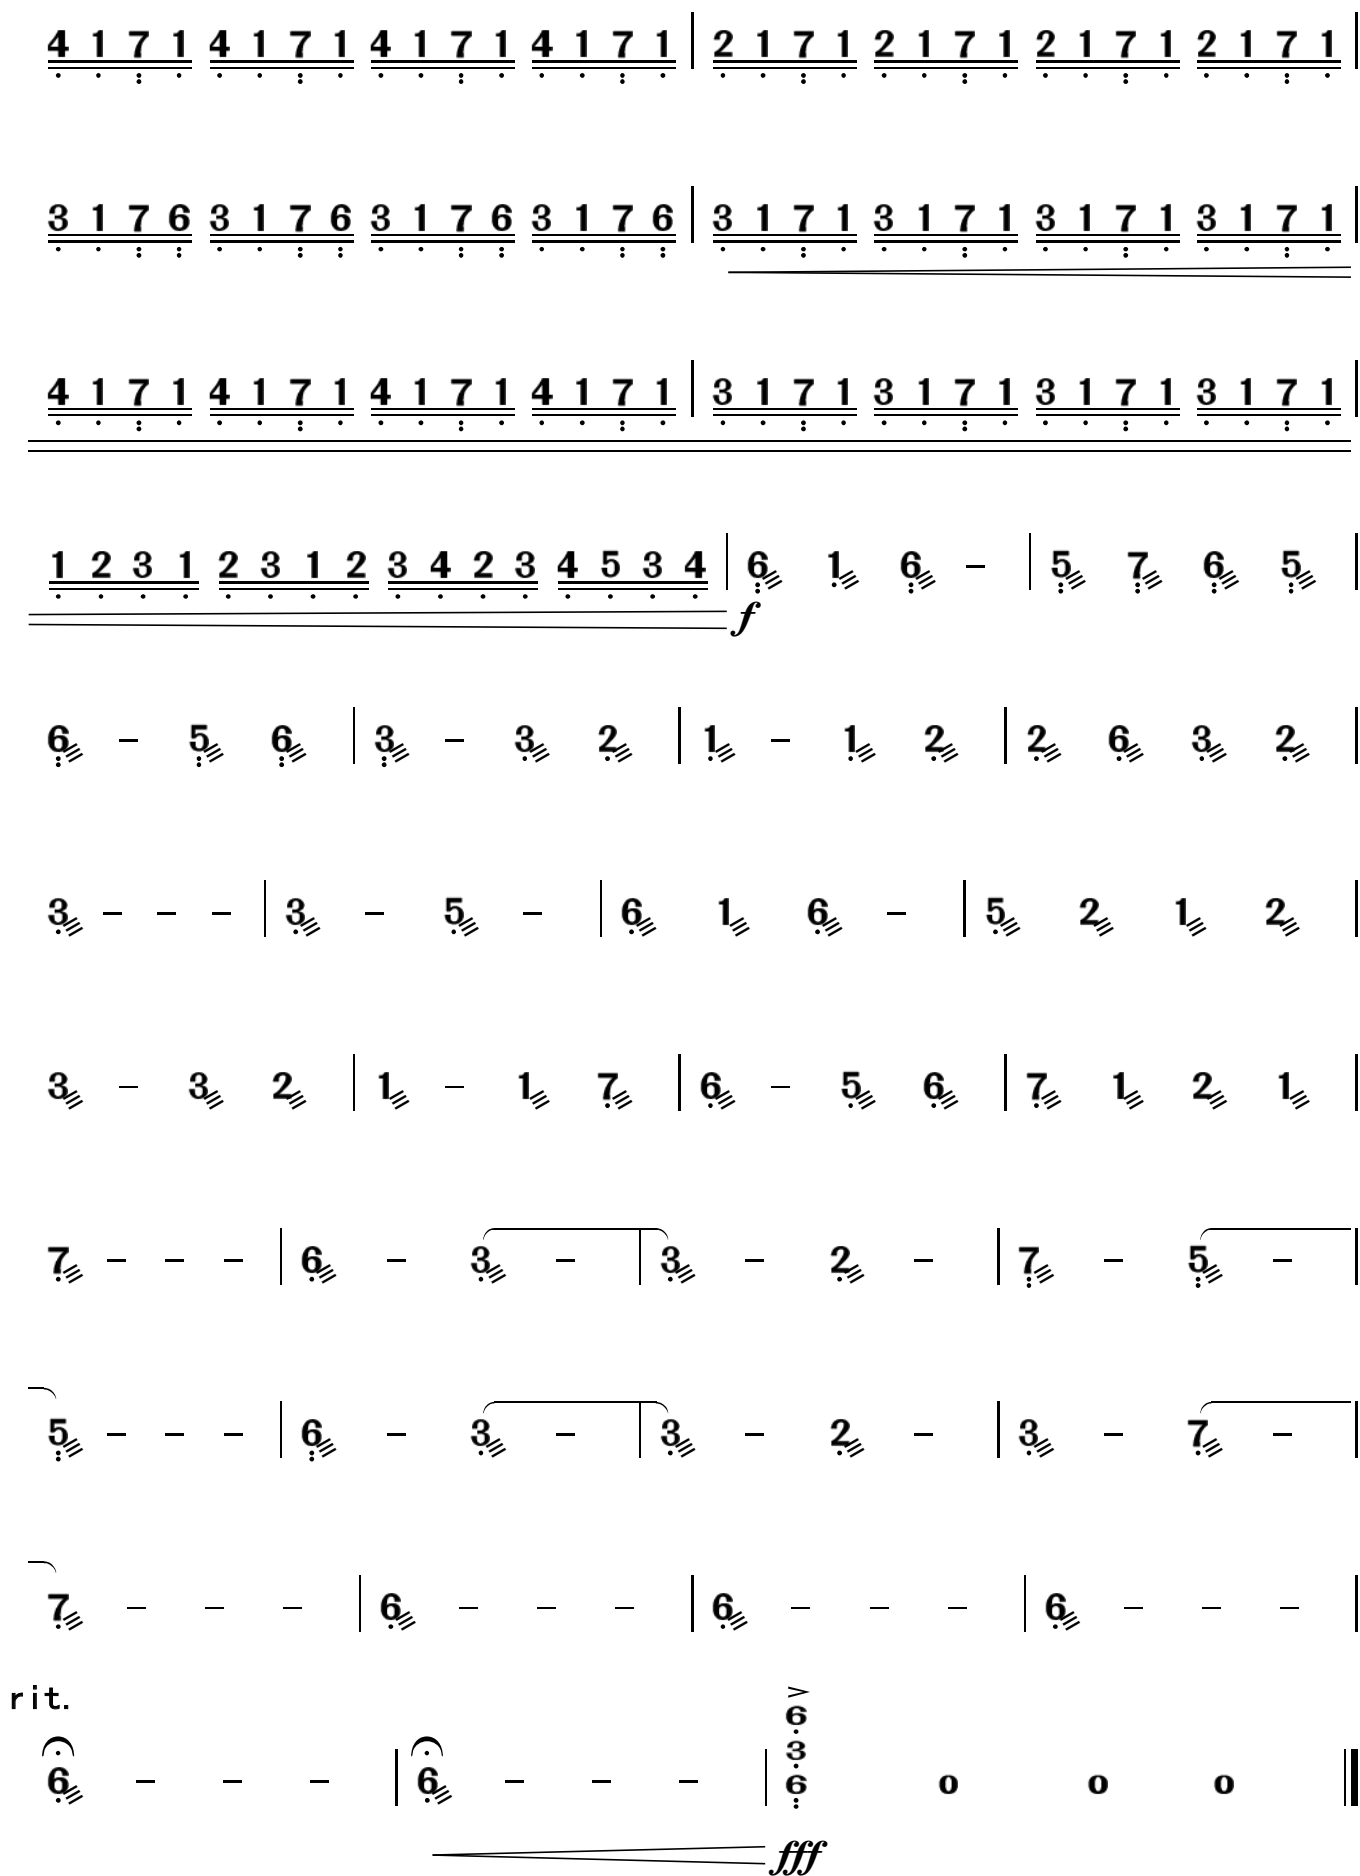 4 1 7 1 4 1 7 1 4 1 7 1 4 1 7 1 | 2 1 7 1 2 1 7 1 2 1 7 1 2 1 7 1 |
3 1 7 6 3 1 7 6 3 1 7 6 3 1 7 6 | 3 1 7 1 3 1 7 1 3 1 7 1 3 1 7 1 |
4 1 7 1 4 1 7 1 4 1 7 1 4 1 7 1 | 3 1 7 1 3 1 7 1 3 1 7 1 3 1 7 1 |
1 2 3 1 2 3 1 2 3 4 2 3 4 5 3 4 | 6 1 6 – | 5 7 6 5 |
f
6 – 5 6 | 3 – 3 2 | 1 – 1 2 | 2 6 3 2 |
3 – – – | 3 – 5 – | 6 1 6 – | 5 2 1 2 |
3 – 3 2 | 1 – 1 7 | 6 – 5 6 | 7 1 2 1 |
7 – – – | 6 – 3 – | 3 – 2 – | 7 – 5 – |
5 – – – | 6 – 3 – | 3 – 2 – | 3 – 7 – |
7 – – – | 6 – – – | 6 – – – | 6 – – – |
rit.
>
6
3
6 – – – | 6 – – – | 6 0 0 0
fff